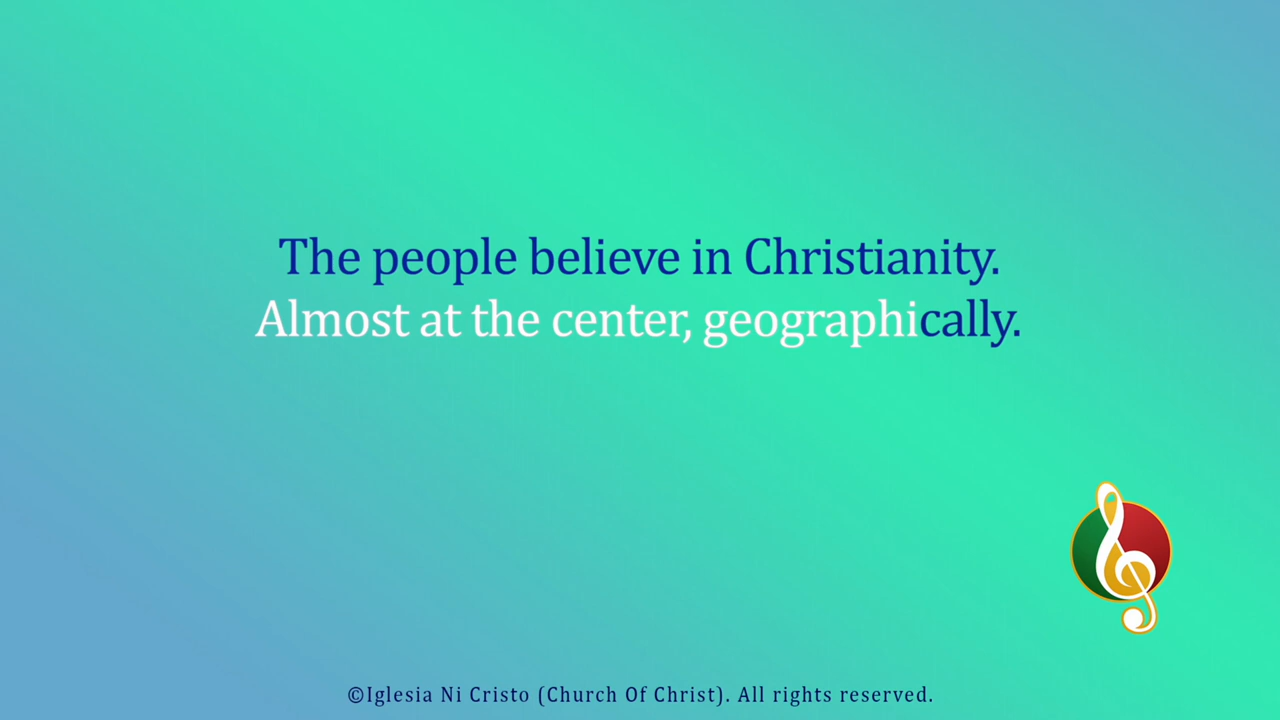 The people believe in Christianity.
Almost at the center, geographically.
©Iglesia Ni Cristo (Church Of Christ). All rights reserved.